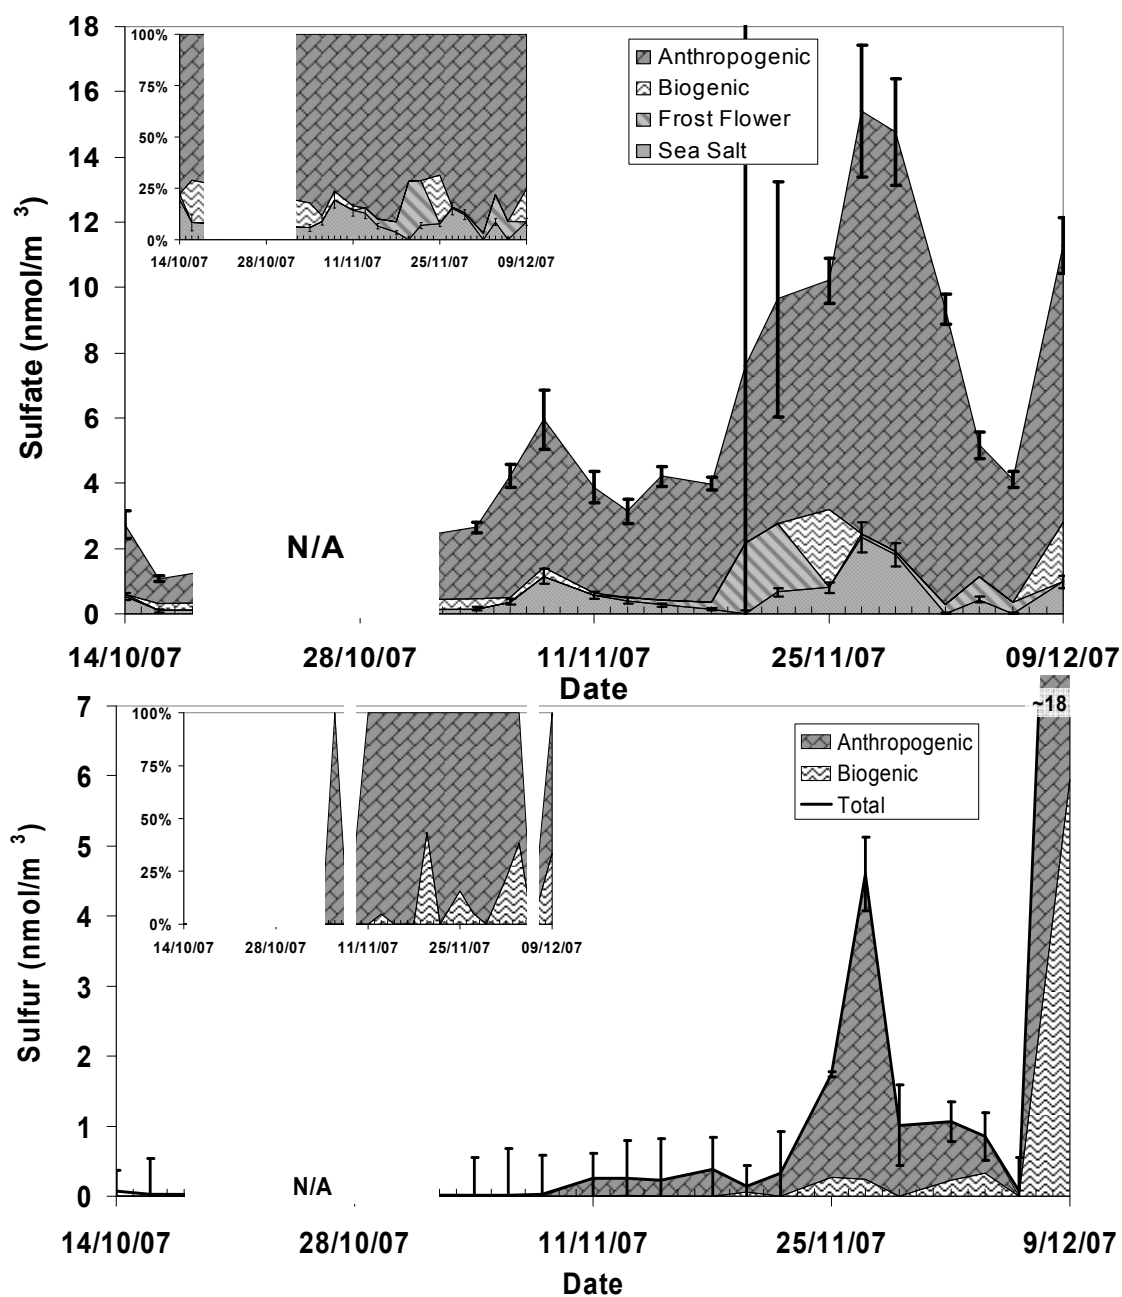 Sulfate (nmol/m 3)
18
16
14
12
10
8
6
4
2
0
100%
75%
50%
25%
0%
14/10/07 28/10/07 11/11/07 25/11/07 09/12/07
Anthropogenic
Biogenic
Frost Flower
Sea Salt
N/A
14/10/07 28/10/07 11/11/07 25/11/07 09/12/07
Date
Sulfur (nmol/m 3)
7
6
5
4
3
2
1
0
100%
75%
50%
25%
0%
14/10/07 28/10/07 11/11/07 25/11/07 09/12/07
~18
Anthropogenic
Biogenic
Total
N/A
14/10/07 28/10/07 11/11/07 25/11/07 9/12/07
Date